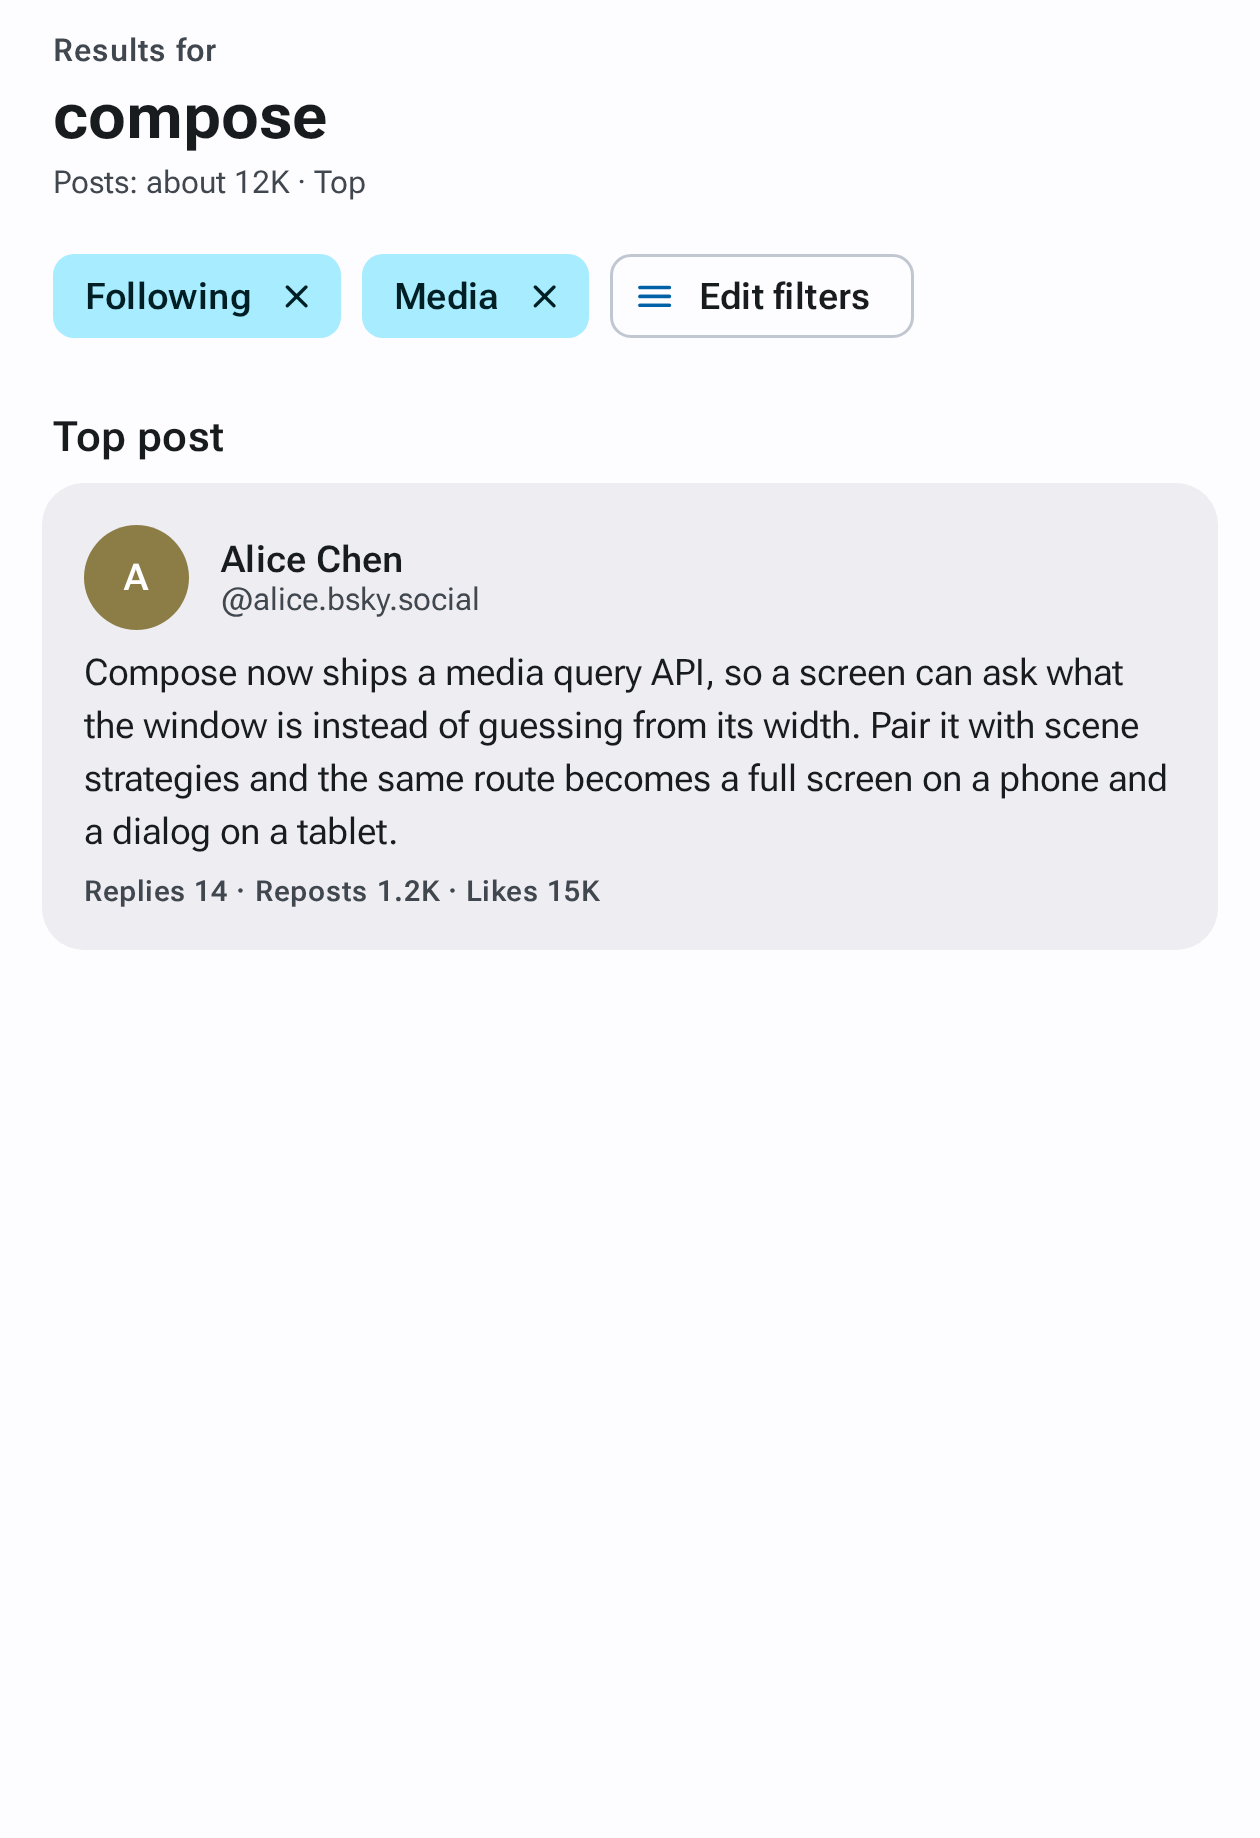 Results for
compose
Posts: about 12K · Top
Following
Media
Edit filters
Top post
A
Alice Chen
@alice.bsky.social
Compose now ships a media query API, so a screen can ask what
the window is instead of guessing from its width. Pair it with scene
strategies and the same route becomes a full screen on a phone and
a dialog on a tablet.
Replies 14 · Reposts 1.2K · Likes 15K